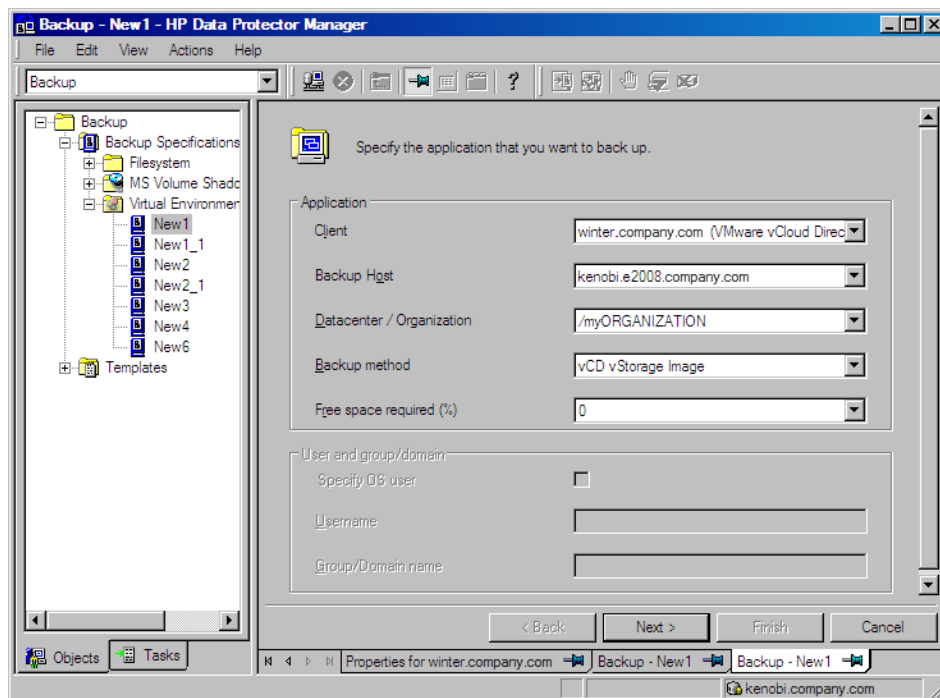 Backup - New1 - HP Data Protector Manager
File Edit View Actions Help
Backup
Backup
Backup Specifications
Filesystem
MS Volume Shado
Virtual Environmen
New1
New1_1
New2
New2_1
New3
New4
New6
Templates
Objects
Tasks
Specify the application that you want to back up.
Application
Client
winter.company.com (VMware vCloud Direc
Backup Host
kenobi.e2008.company.com
Datacenter / Organization
/myORGANIZATION
Backup method
vCD vStorage Image
Free space required (%)
0
User and group/domain
Specify OS user
Username
Group/Domain name
< Back
Next >
Finish
Cancel
Properties for winter.company.com
Backup - New1
Backup - New1
kenobi.company.com